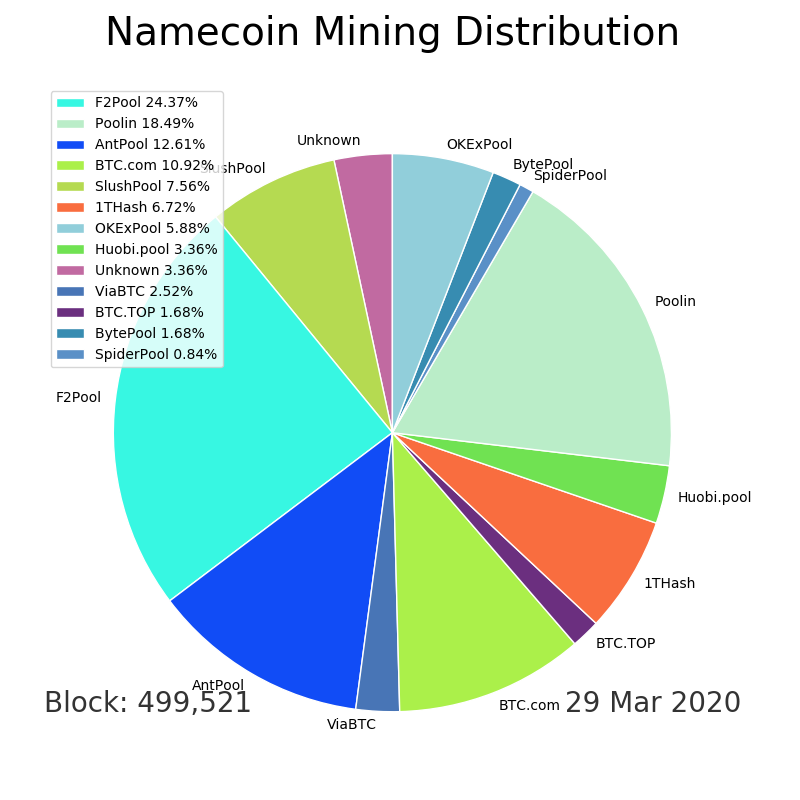 Namecoin Mining Distribution
F2Pool 24.37%
Poolin 18.49%
AntPool 12.61%
BTC.com 10.92%
SlushPool 7.56%
1THash 6.72%
OKExPool 5.88%
Huobi.pool 3.36%
Unknown 3.36%
ViaBTC 2.52%
BTC.TOP 1.68%
BytePool 1.68%
SpiderPool 0.84%
Unknown
OKExPool
BytePool
SpiderPool
SlushPool
Poolin
F2Pool
Huobi.pool
1THash
BTC.TOP
AntPool
BTC.com
ViaBTC
Block: 499,521
29 Mar 2020